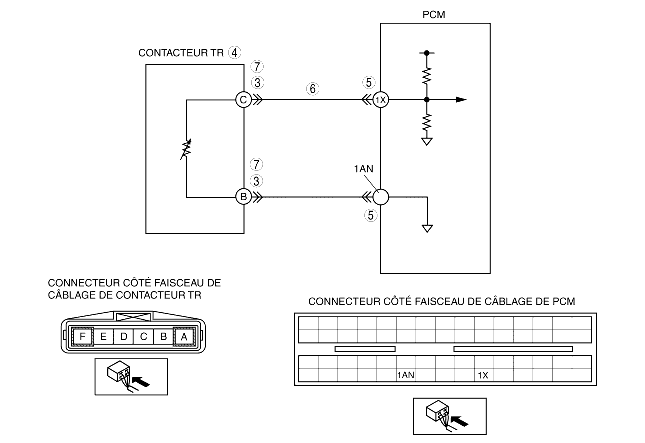 PCM
CONTACTEUR TR 4
7
3
C
6
5
1X
7
3
B
1AN
5
CONNECTEUR CÔTÉ FAISCEAU DE
CÂBLAGE DE CONTACTEUR TR
F E D C B A
CONNECTEUR CÔTÉ FAISCEAU DE CÂBLAGE DE PCM
1AN 1X